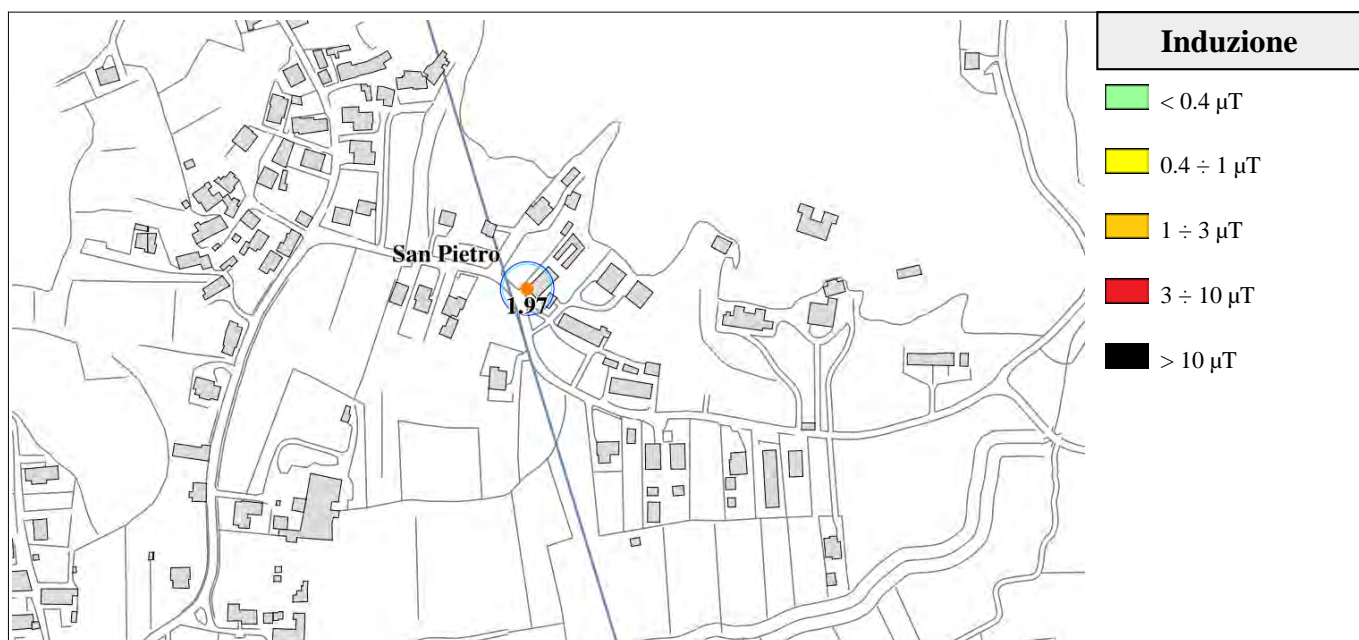 San Pietro
1.97
Induzione
< 0.4 µT
0.4 ÷ 1 µT
1 ÷ 3 µT
3 ÷ 10 µT
> 10 µT